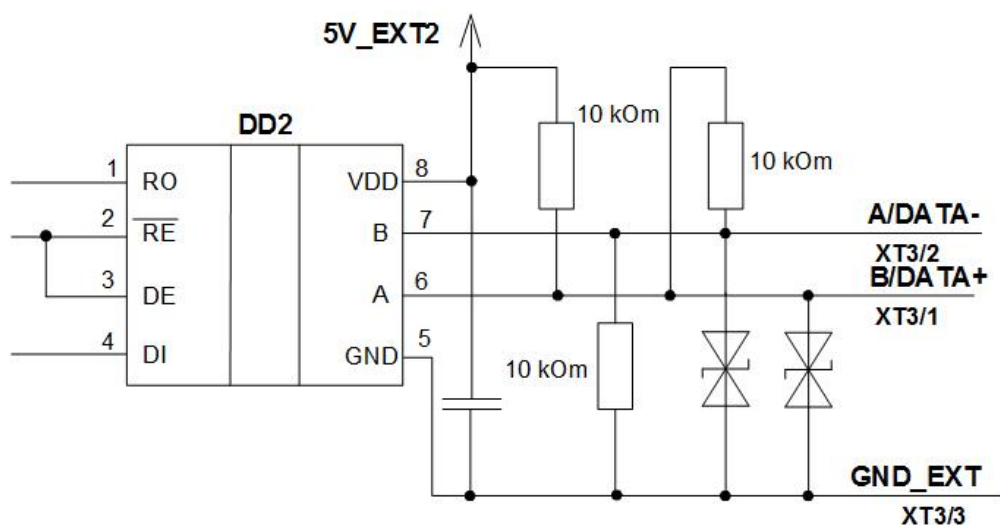 5V_EXT2
10 kOm
10 kOm
DD2
1 RO VDD 8
2 RE B 7
A/DATA-
XT3/2
3 DE A 6
B/DATA+
XT3/1
4 DI GND 5
10 kOm
GND_EXT
XT3/3